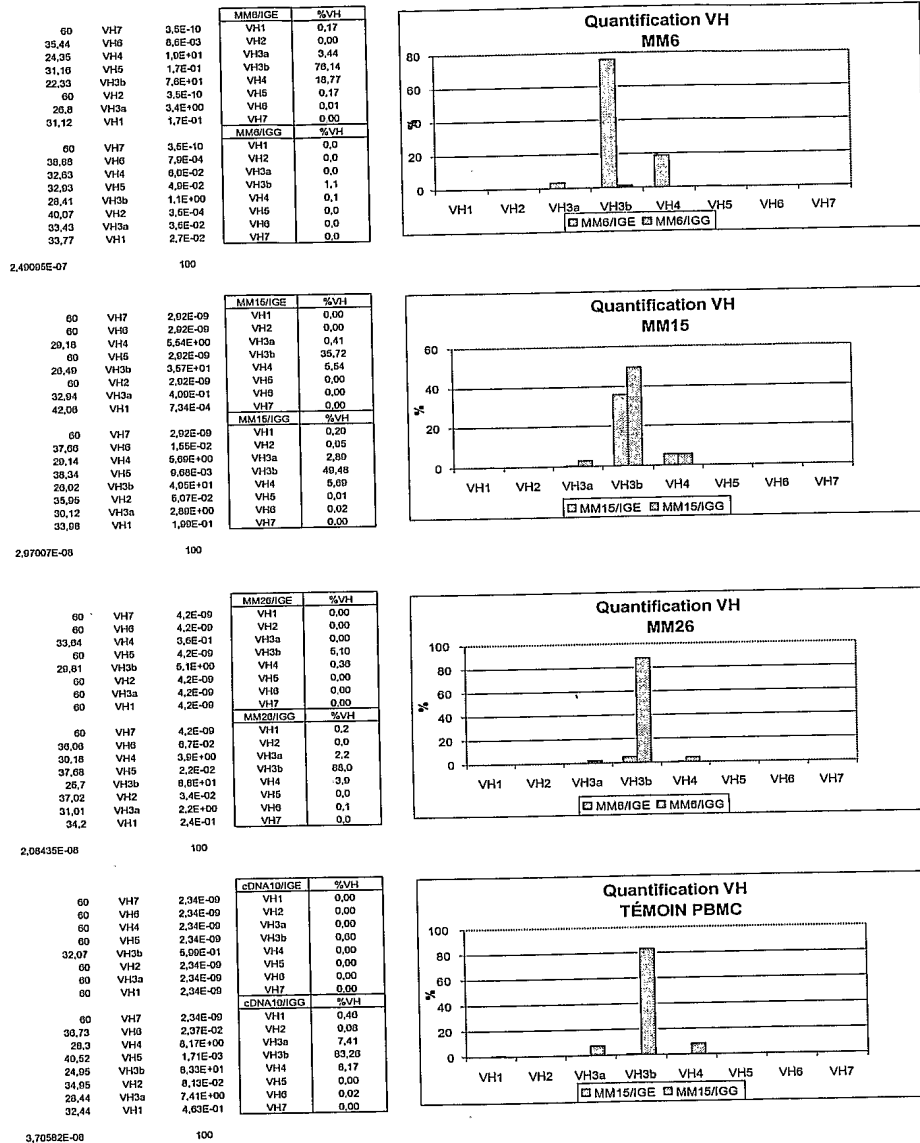 MM6/IGE %VH
60 VH7 3,5E-10 VH1 0,17
35,44 VH6 8,6E-03 VH2 0,00
24,35 VH4 1,9E+01 VH3a 3,44
31,16 VH5 1,7E-01 VH3b 76,14
22,33 VH3b 7,6E+01 VH4 18,77
60 VH2 3,5E-10 VH5 0,17
26,8 VH3a 3,4E+00 VH6 0,01
31,12 VH1 1,7E-01 VH7 0,00
MM6/IGG %VH
60 VH7 3,5E-10 VH1 0,0
38,88 VH6 7,9E-04 VH2 0,0
32,63 VH4 6,0E-02 VH3a 0,0
32,93 VH5 4,9E-02 VH3b 1,1
28,41 VH3b 1,1E+00 VH4 0,1
40,07 VH2 3,5E-04 VH5 0,0
33,43 VH3a 3,5E-02 VH6 0,0
33,77 VH1 2,7E-02 VH7 0,0
2,49095E-07 100
Quantification VH
MM6
80
60
40
20
0
%
VH1 VH2 VH3a VH3b VH4 VH5 VH6 VH7
MM6/IGE MM6/IGG
MM15/IGE %VH
60 VH7 2,92E-09 VH1 0,00
60 VH6 2,92E-09 VH2 0,00
29,18 VH4 5,54E+00 VH3a 0,41
60 VH5 2,92E-09 VH3b 35,72
26,49 VH3b 3,57E+01 VH4 5,54
60 VH2 2,92E-09 VH5 0,00
32,94 VH3a 4,09E-01 VH6 0,00
42,06 VH1 7,34E-04 VH7 0,00
MM15/IGG %VH
60 VH7 2,92E-09 VH1 0,20
37,66 VH6 1,55E-02 VH2 0,05
29,14 VH4 5,69E+00 VH3a 2,89
38,34 VH5 9,68E-03 VH3b 49,48
26,02 VH3b 4,95E+01 VH4 5,69
35,95 VH2 5,07E-02 VH5 0,01
30,12 VH3a 2,89E+00 VH6 0,02
33,98 VH1 1,99E-01 VH7 0,00
2,97007E-08 100
Quantification VH
MM15
60
40
20
0
%
VH1 VH2 VH3a VH3b VH4 VH5 VH6 VH7
MM15/IGE MM15/IGG
MM26/IGE %VH
60 VH7 4,2E-09 VH1 0,00
60 VH6 4,2E-09 VH2 0,00
33,64 VH4 3,6E-01 VH3a 0,00
60 VH5 4,2E-09 VH3b 5,10
29,81 VH3b 5,1E+00 VH4 0,36
60 VH2 4,2E-09 VH5 0,00
60 VH3a 4,2E-09 VH6 0,00
60 VH1 4,2E-09 VH7 0,00
MM26/IGG %VH
60 VH7 4,2E-09 VH1 0,2
36,06 VH6 6,7E-02 VH2 0,0
30,18 VH4 3,9E+00 VH3a 2,2
37,68 VH5 2,2E-02 VH3b 88,0
25,7 VH3b 8,8E+01 VH4 3,9
37,02 VH2 3,4E-02 VH5 0,0
31,01 VH3a 2,2E+00 VH6 0,1
34,2 VH1 2,4E-01 VH7 0,0
2,08435E-08 100
Quantification VH
MM26
100
80
60
40
20
0
%
VH1 VH2 VH3a VH3b VH4 VH5 VH6 VH7
MM6/IGE MM6/IGG
cDNA10/IGE %VH
60 VH7 2,34E-09 VH1 0,00
60 VH6 2,34E-09 VH2 0,00
60 VH4 2,34E-09 VH3a 0,00
60 VH5 2,34E-09 VH3b 0,60
32,07 VH3b 5,99E-01 VH4 0,00
60 VH2 2,34E-09 VH5 0,00
60 VH3a 2,34E-09 VH6 0,00
60 VH1 2,34E-09 VH7 0,00
cDNA10/IGG %VH
60 VH7 2,34E-09 VH1 0,46
36,73 VH6 2,37E-02 VH2 0,08
28,3 VH4 8,17E+00 VH3a 7,41
40,52 VH5 1,71E-03 VH3b 83,26
24,95 VH3b 8,33E+01 VH4 8,17
34,95 VH2 8,13E-02 VH5 0,00
28,44 VH3a 7,41E+00 VH6 0,02
32,44 VH1 4,63E-01 VH7 0,00
3,70582E-08 100
Quantification VH
TÉMOIN PBMC
100
80
60
40
20
0
%
VH1 VH2 VH3a VH3b VH4 VH5 VH6 VH7
MM15/IGE MM15/IGG